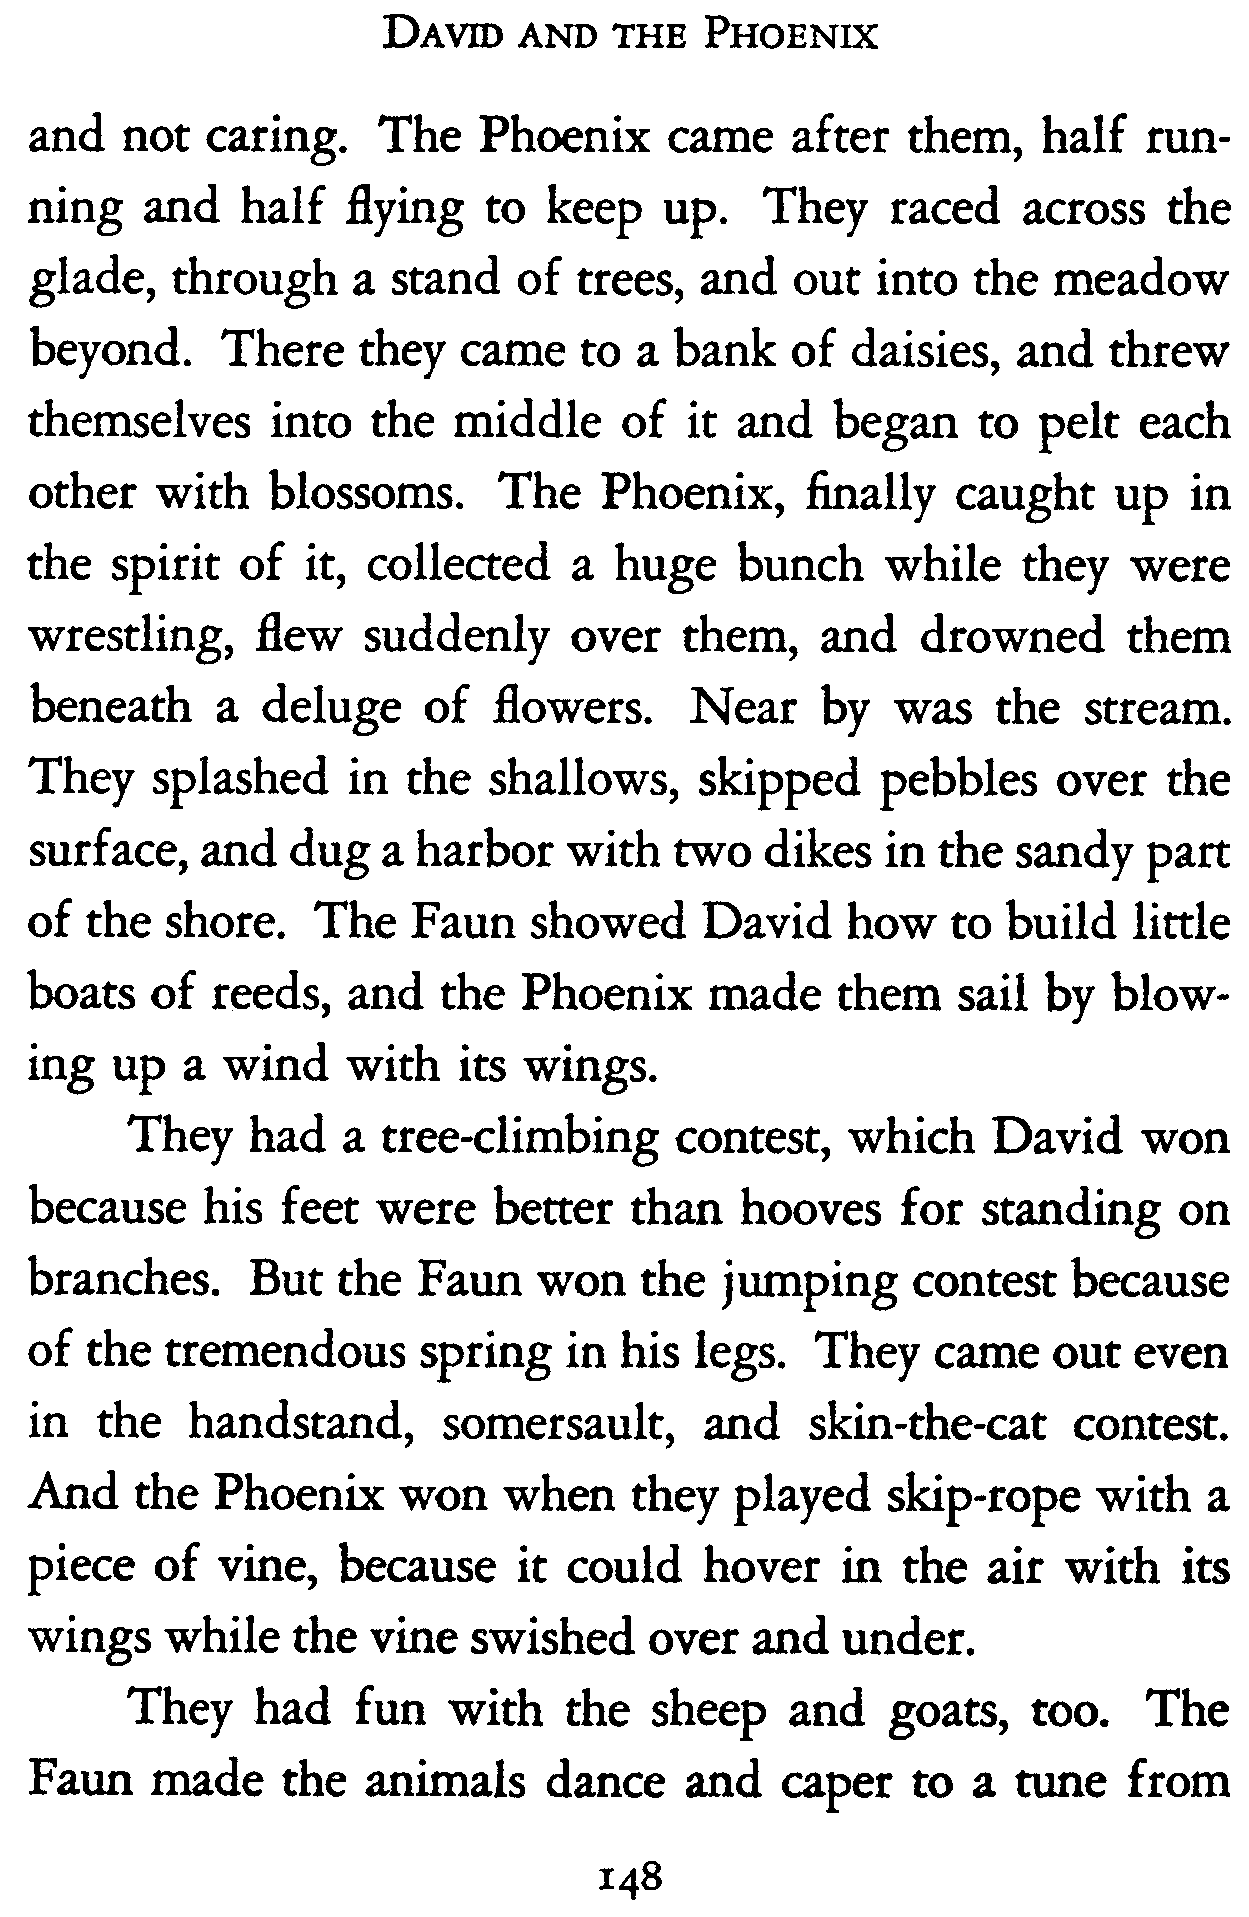 DAVID AND THE PHOENIX
and not caring. The Phoenix came after them, half run-
ning and half flying to keep up. They raced across the
glade, through a stand of trees, and out into the meadow
beyond. There they came to a bank of daisies, and threw
themselves into the middle of it and began to pelt each
other with blossoms. The Phoenix, finally caught up in
the spirit of it, collected a huge bunch while they were
wrestling, flew suddenly over them, and drowned them
beneath a deluge of flowers. Near by was the stream.
They splashed in the shallows, skipped pebbles over the
surface, and dug a harbor with two dikes in the sandy part
of the shore. The Faun showed David how to build little
boats of reeds, and the Phoenix made them sail by blow-
ing up a wind with its wings.
They had a tree-climbing contest, which David won
because his feet were better than hooves for standing on
branches. But the Faun won the jumping contest because
of the tremendous spring in his legs. They came out even
in the handstand, somersault, and skin-the-cat contest.
And the Phoenix won when they played skip-rope with a
piece of vine, because it could hover in the air with its
wings while the vine swished over and under.
They had fun with the sheep and goats, too. The
Faun made the animals dance and caper to a tune from
148